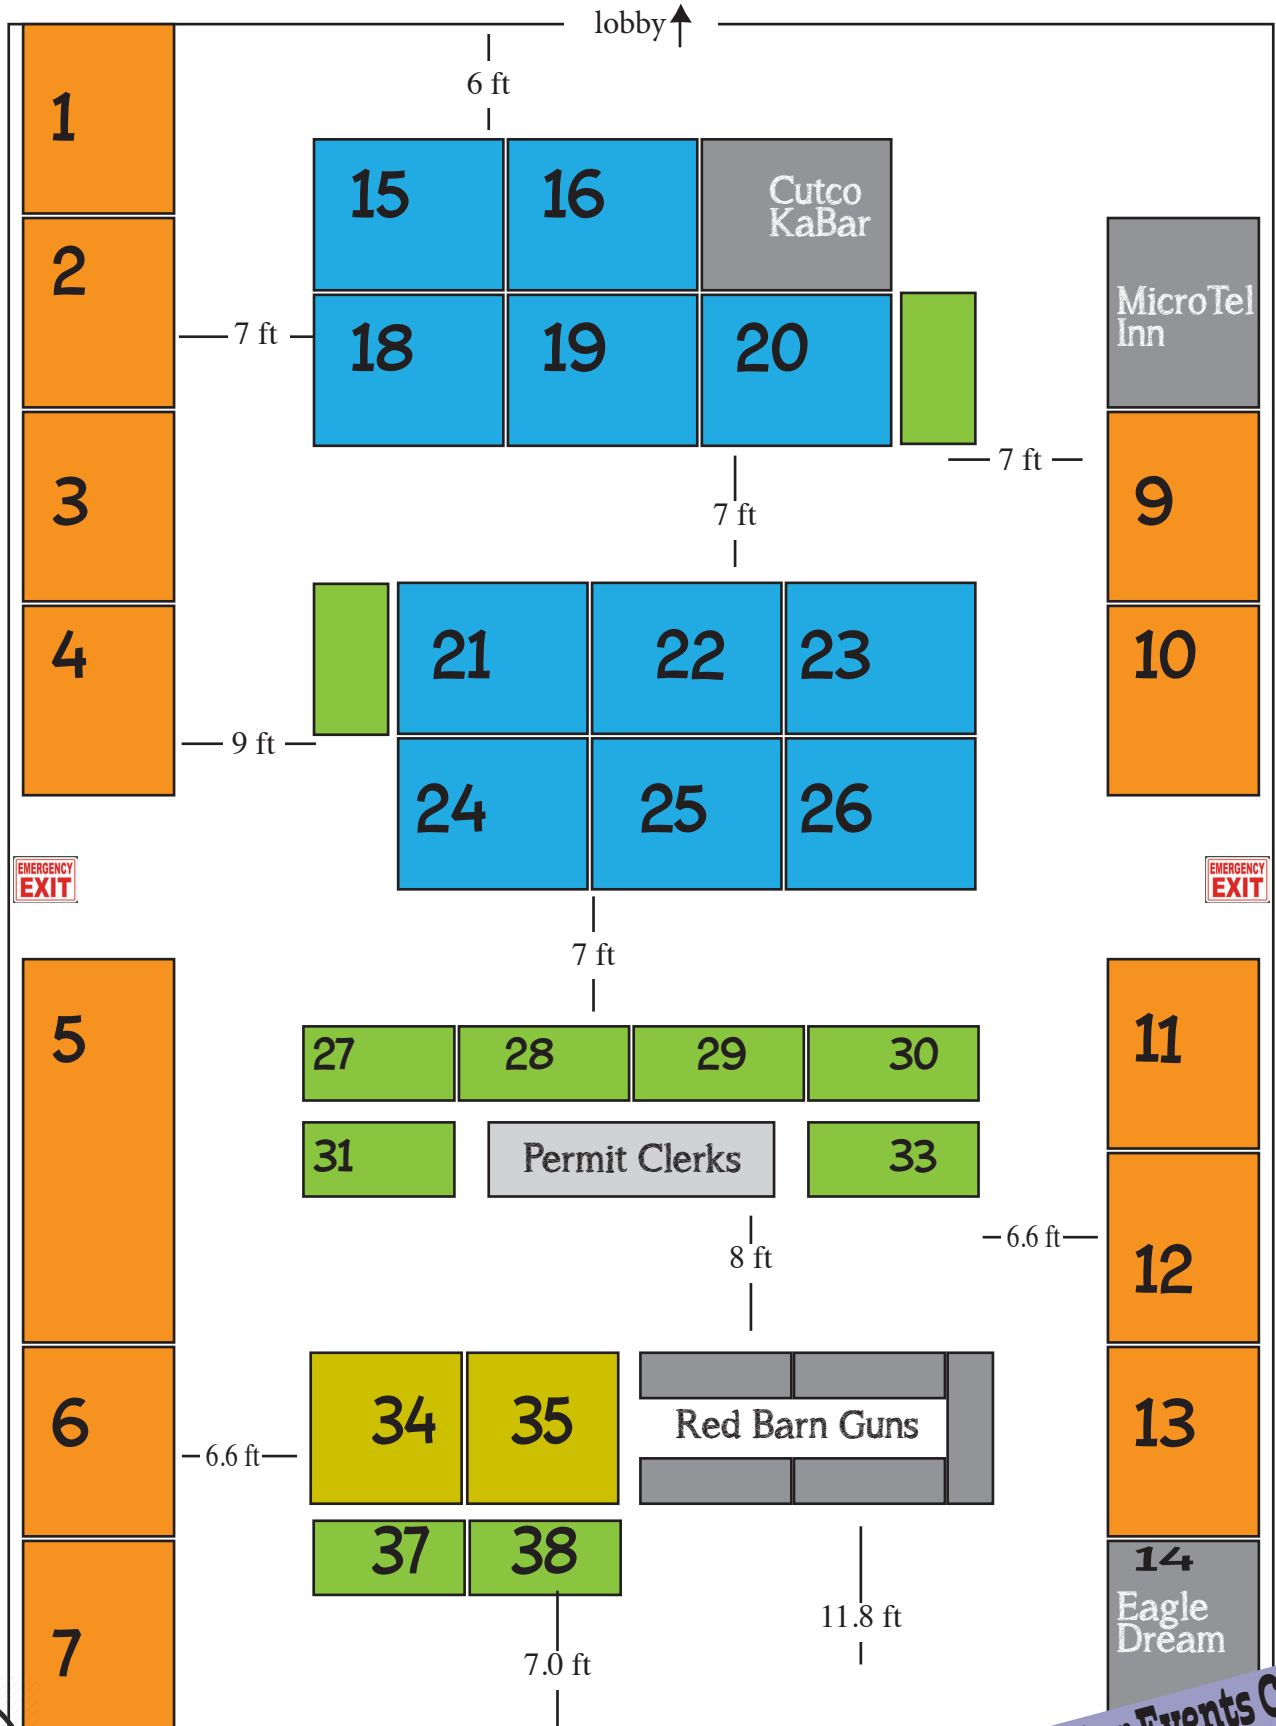 lobby
6 ft
1
15
16
Cutco
KaBar
2
18
19
20
MicroTel
Inn
7 ft
7 ft
3
9
7 ft
4
21
22
23
10
9 ft
24
25
26
EMERGENCY
EXIT
EMERGENCY
EXIT
7 ft
5
27
28
29
30
11
31
Permit Clerks
33
6.6 ft
8 ft
12
6
34
35
Red Barn Guns
13
6.6 ft
37
38
14
Eagle
Dream
11.8 ft
7
7.0 ft
Events